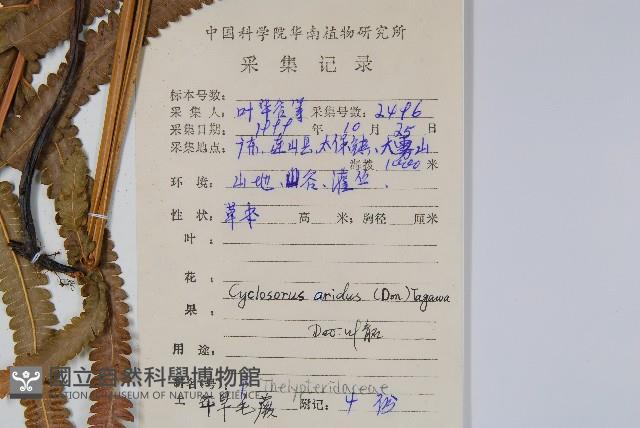 中国科学院华南植物研究所
采集记录
标本号数:
采集人: 叶华谷等 采集号数: 2496
采集日期: 1999 年 10 月 25 日
采集地点: 广东、连山县、太保镇、大雾山
海拔 1000 米
环境: 山地、山谷、灌丛.
性状: 草本 高 米; 胸径 厘米
叶:
花:
Cyclosorus aridus (Don) Tagawa
果:
用途:
Thelypteridaceae
國立自然科學博物館
NATIONAL MUSEUM OF NATURAL SCIENCE
毛蕨 附记: 4 份